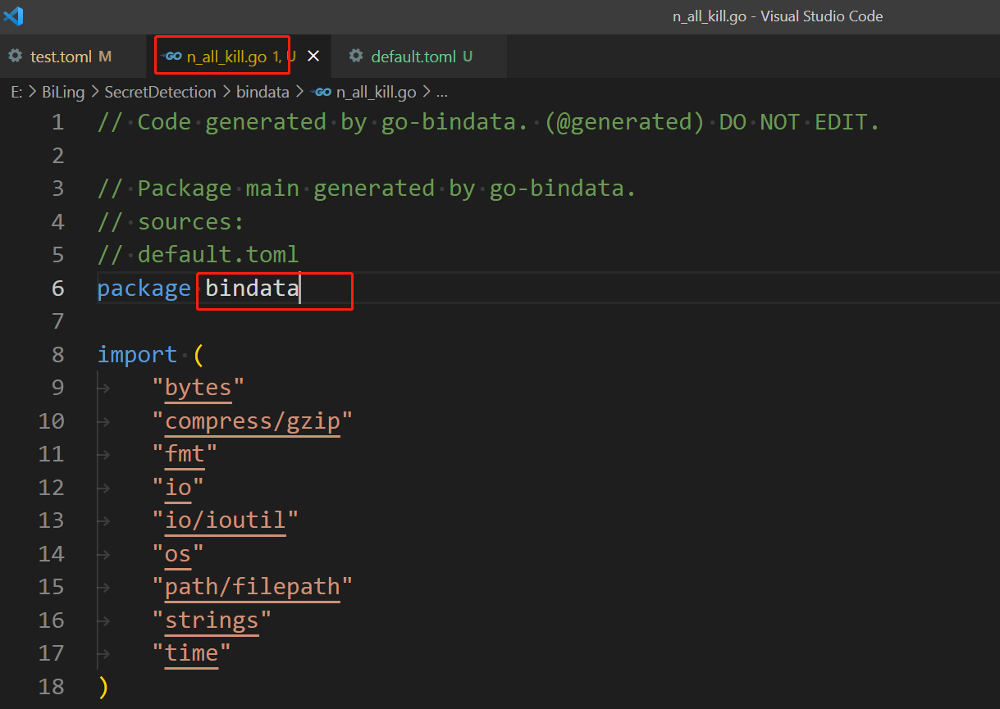 n_all_kill.go - Visual Studio Code
test.toml M
GO n_all_kill.go 1, U
default.toml U
E: > BiLing > SecretDetection > bindata > GO n_all_kill.go > ...
1 // Code generated by go-bindata. (@generated) DO NOT EDIT.
2
3 // Package main generated by go-bindata.
4 // sources:
5 // default.toml
6 package bindata
7
8 import (
9 "bytes"
10 "compress/gzip"
11 "fmt"
12 "io"
13 "io/ioutil"
14 "os"
15 "path/filepath"
16 "strings"
17 "time"
18 )